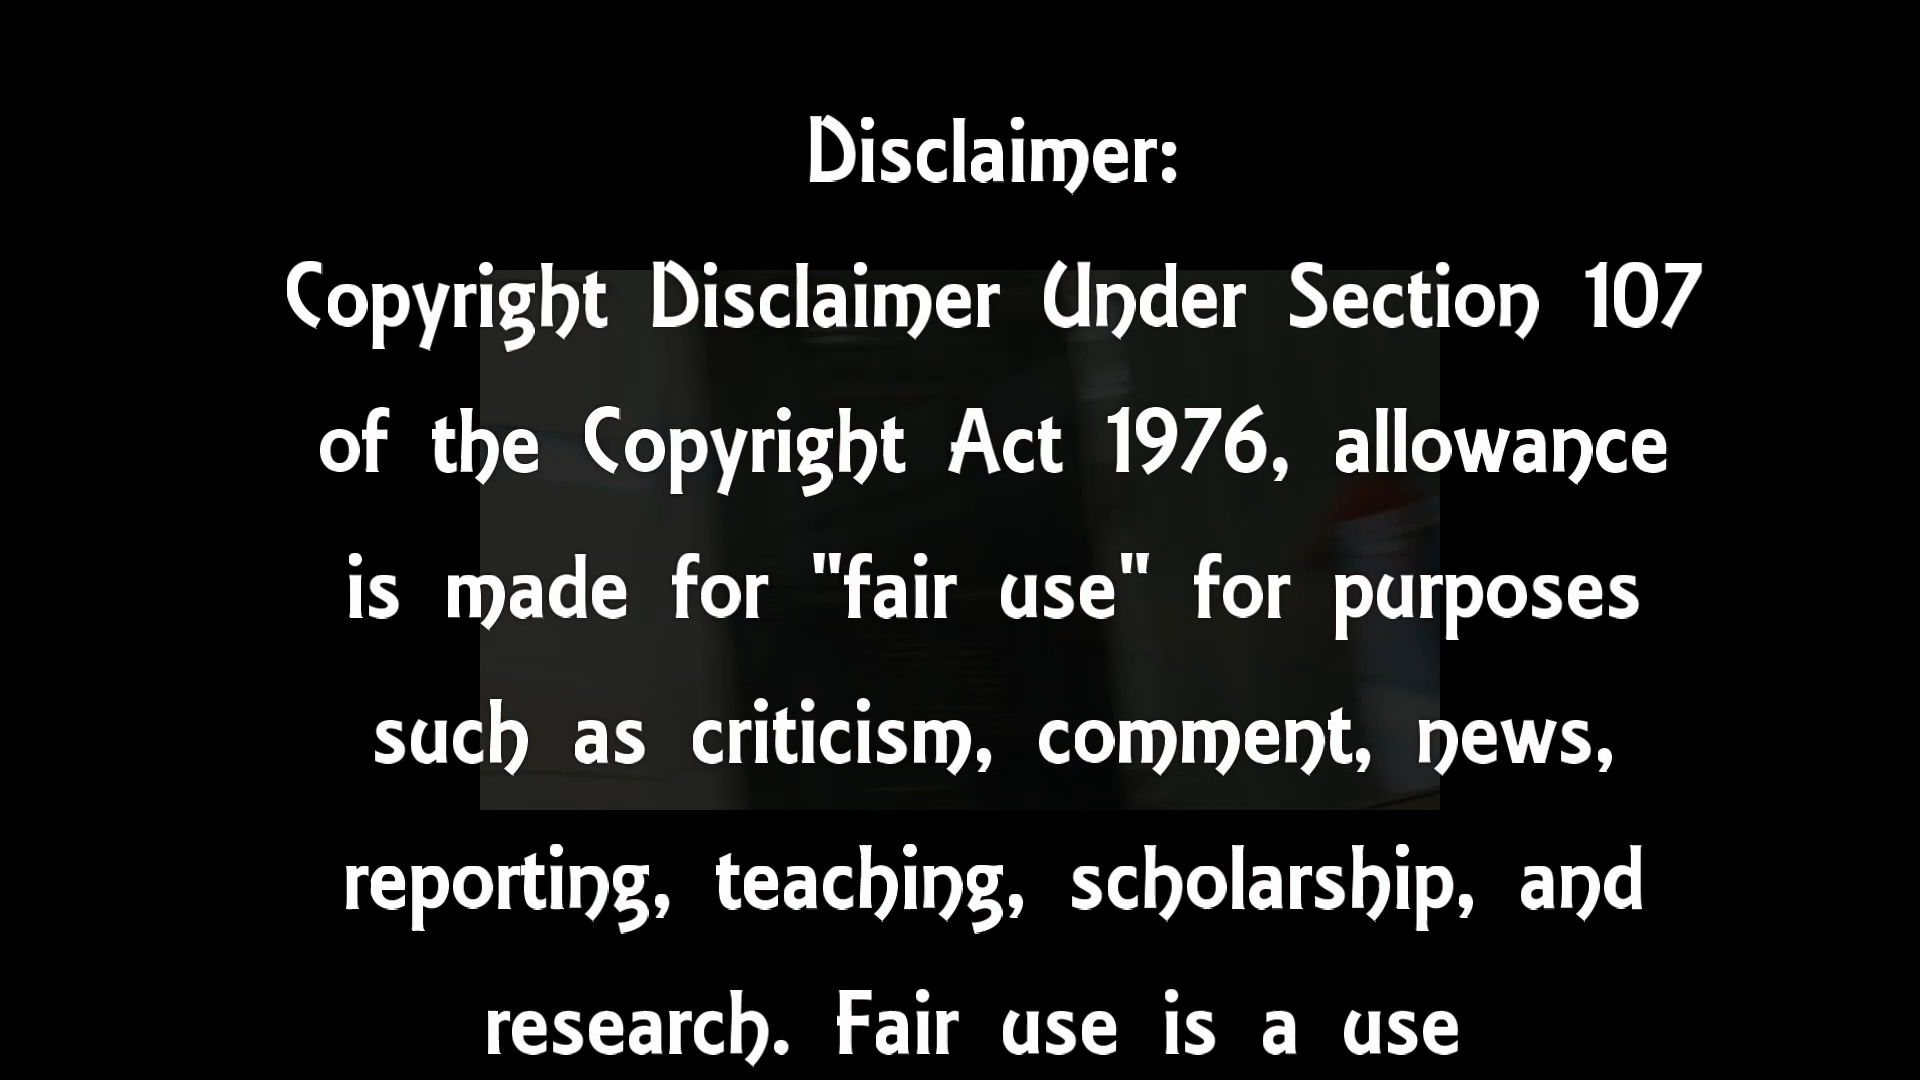 Disclaimer:
Copyright Disclaimer Under Section 107
of the Copyright Act 1976, allowance
is made for "fair use" for purposes
such as criticism, comment, news,
reporting, teaching, scholarship, and
research. Fair use is a use